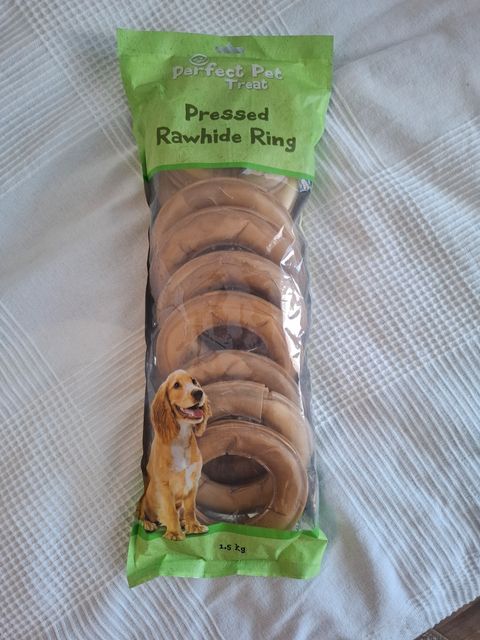 Perfect Pet
Treat
Pressed
Rawhide Ring
1.5 kg